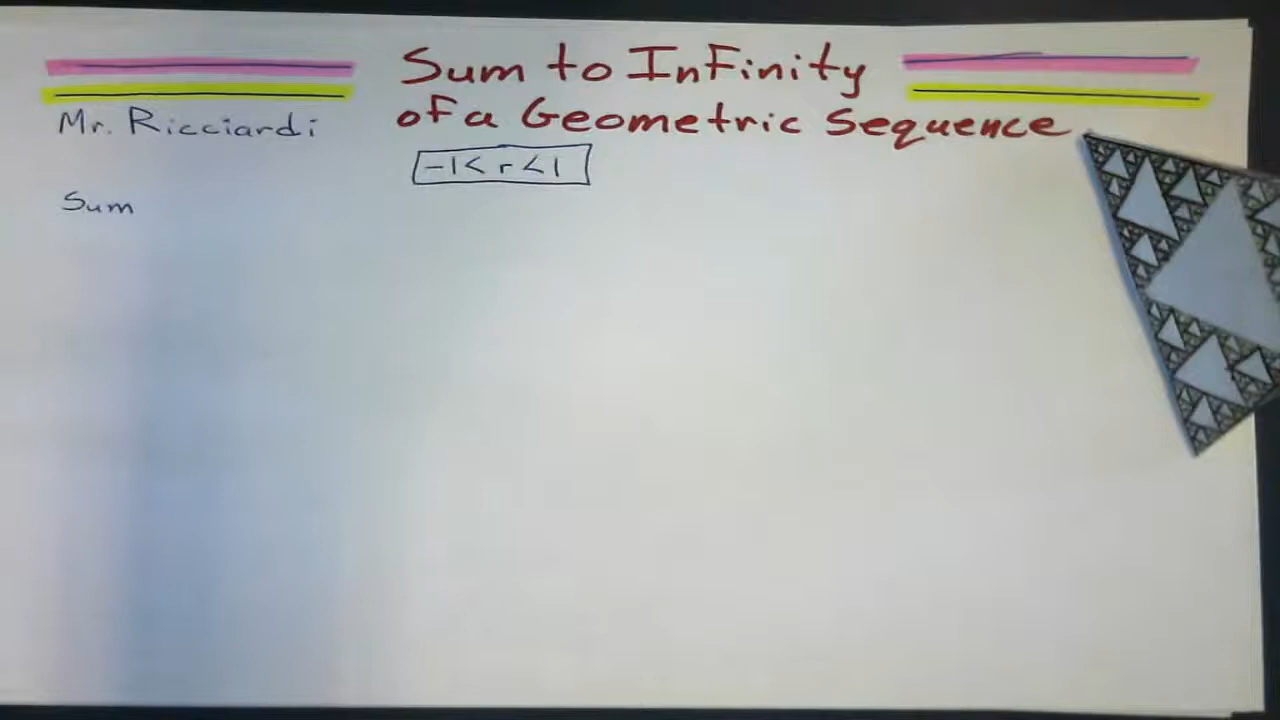 Sum to Infinity
of a Geometric Sequence
Mr. Ricciardi
-1 < r < 1
Sum